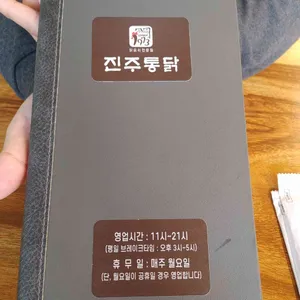 진주통닭
영업시간 : 11시~21시
(평일 브레이크타임 : 오후 3시~5시)
휴 무 일 : 매주 월요일
(단, 월요일이 공휴일 경우 영업합니다)